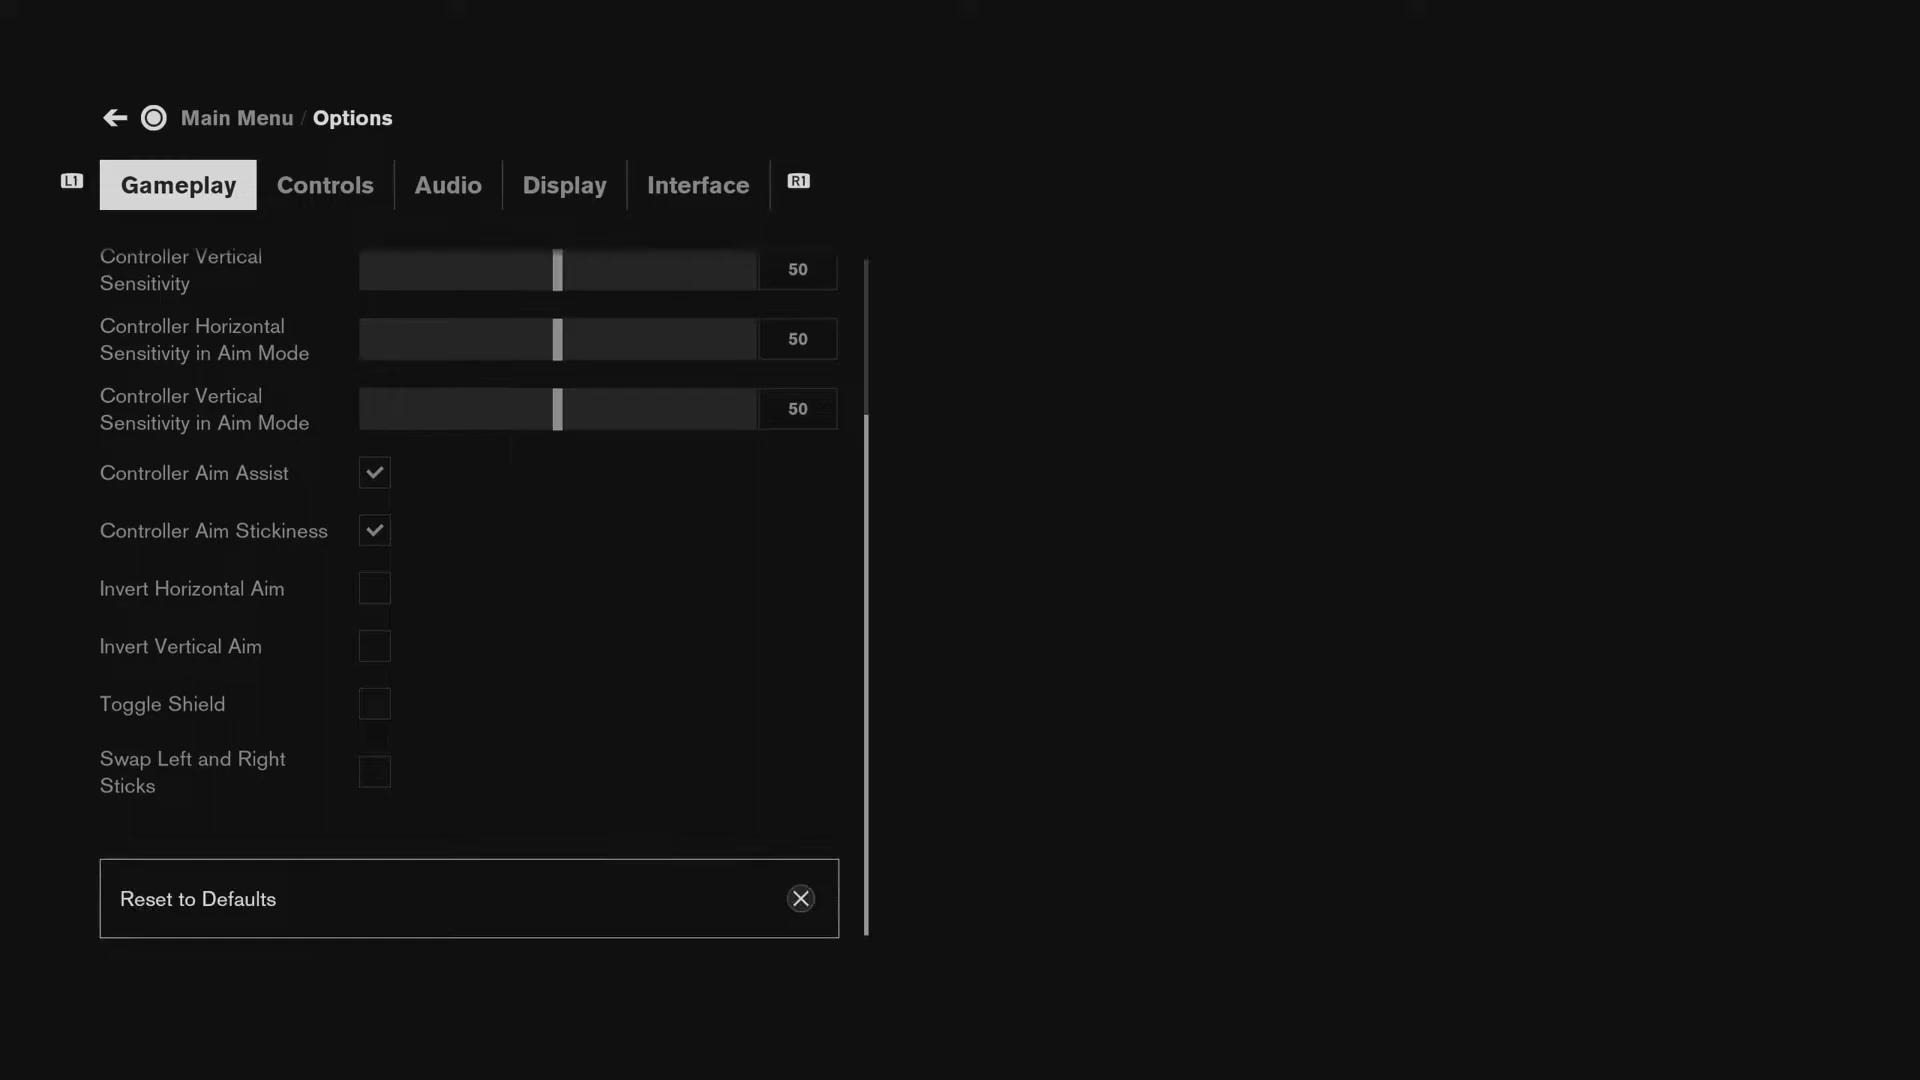 Main Menu / Options
L1 Gameplay Controls Audio Display Interface R1
Controller Vertical
Sensitivity
50
Controller Horizontal
Sensitivity in Aim Mode
50
Controller Vertical
Sensitivity in Aim Mode
50
Controller Aim Assist
Controller Aim Stickiness
Invert Horizontal Aim
Invert Vertical Aim
Toggle Shield
Swap Left and Right
Sticks
Reset to Defaults